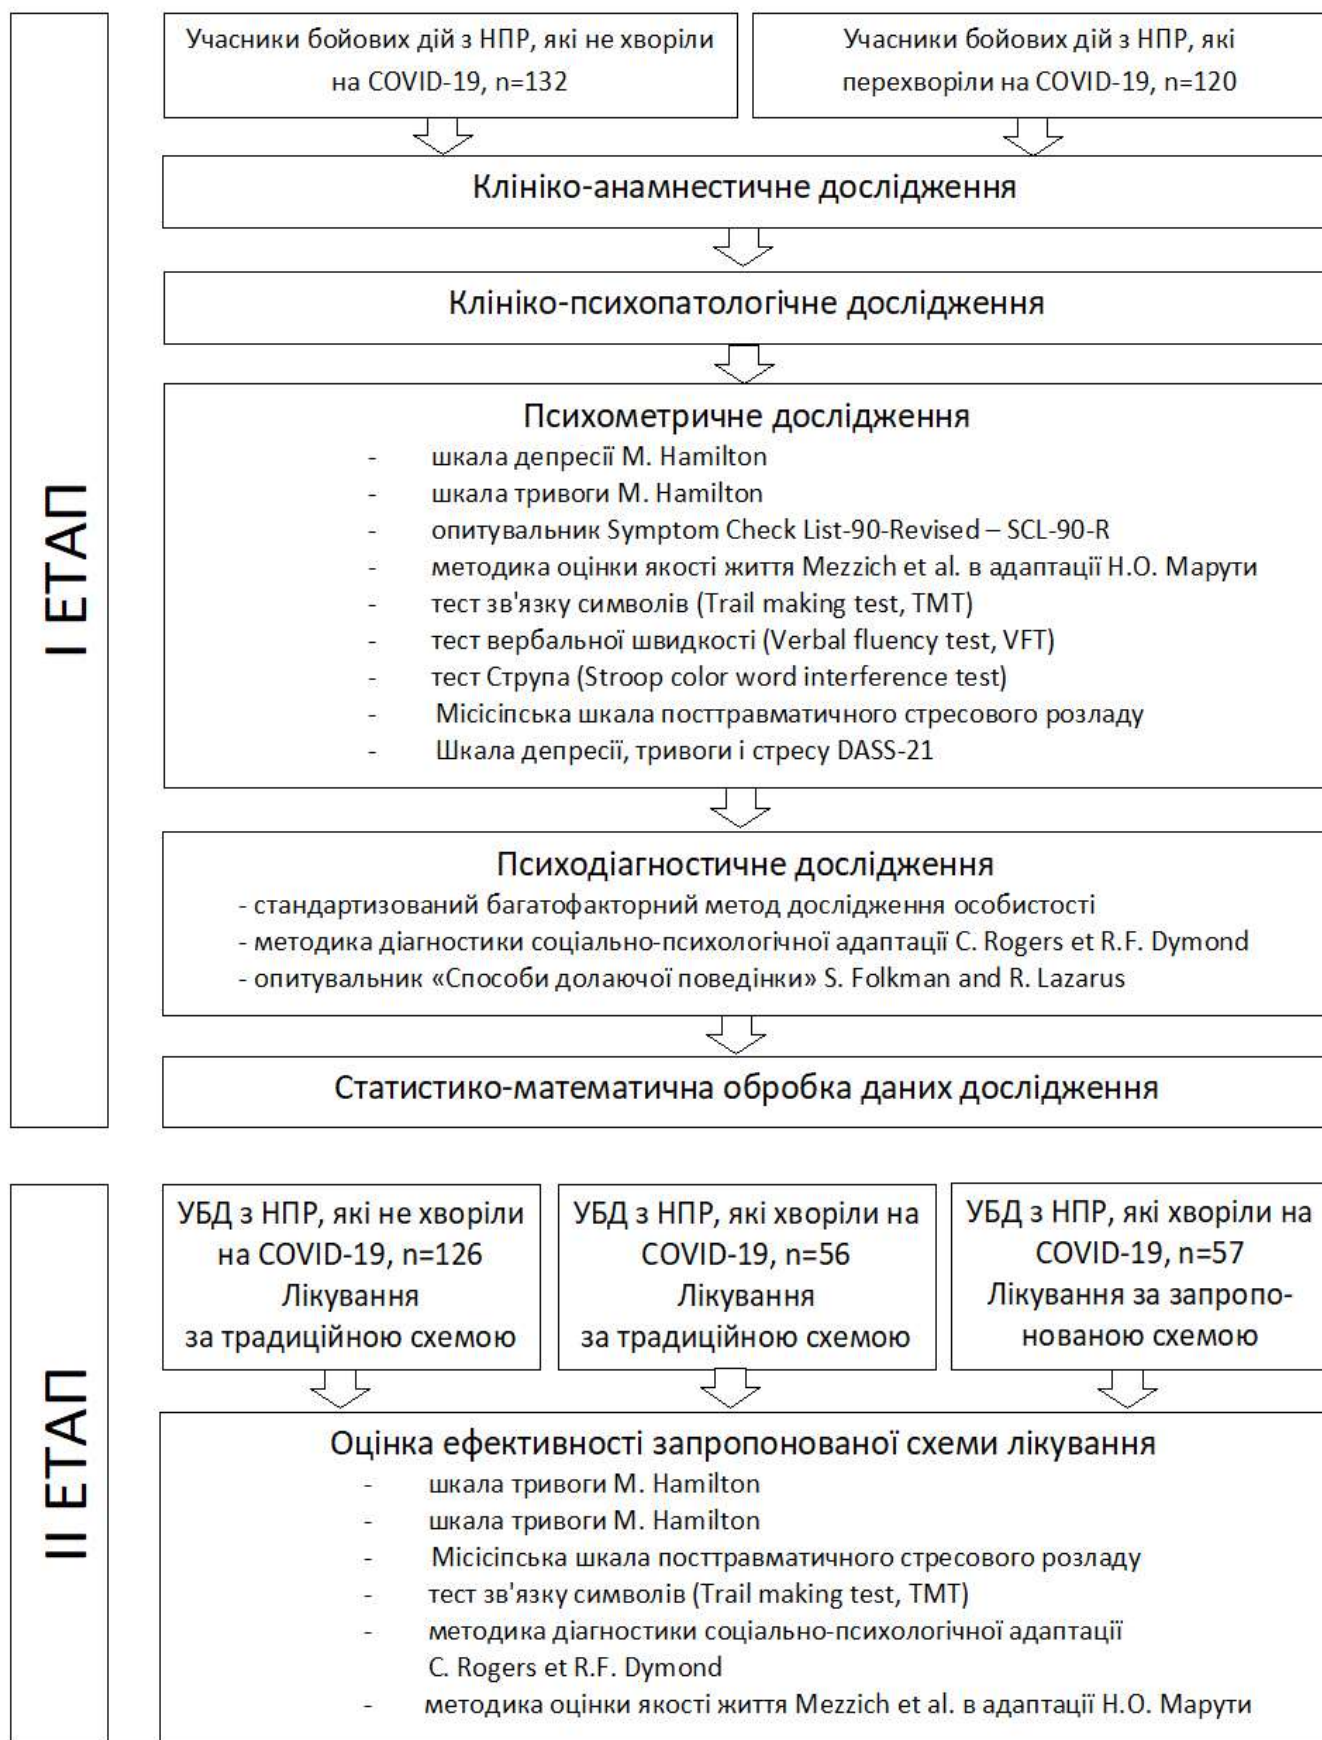 І ЕТАП
Учасники бойових дій з НПР, які не хворіли
на COVID-19, n=132
Учасники бойових дій з НПР, які
перехворіли на COVID-19, n=120
Клініко-анамнестичне дослідження
Клініко-психопатологічне дослідження
Психометричне дослідження
- шкала депресії M. Hamilton
- шкала тривоги M. Hamilton
- опитувальник Symptom Check List-90-Revised – SCL-90-R
- методика оцінки якості життя Mezzich et al. в адаптації Н.О. Марути
- тест зв'язку символів (Trail making test, TMT)
- тест вербальної швидкості (Verbal fluency test, VFT)
- тест Струпа (Stroop color word interference test)
- Місісіпська шкала посттравматичного стресового розладу
- Шкала депресії, тривоги і стресу DASS-21
Психодіагностичне дослідження
- стандартизований багатофакторний метод дослідження особистості
- методика діагностики соціально-психологічної адаптації C. Rogers et R.F. Dymond
- опитувальник «Способи долаючої поведінки» S. Folkman and R. Lazarus
Статистико-математична обробка даних дослідження
ІІ ЕТАП
УБД з НПР, які не хворіли
на COVID-19, n=126
Лікування
за традиційною схемою
УБД з НПР, які хворіли на
COVID-19, n=56
Лікування
за традиційною схемою
УБД з НПР, які хворіли на
COVID-19, n=57
Лікування за запропо-
нованою схемою
Оцінка ефективності запропонованої схеми лікування
- шкала тривоги M. Hamilton
- шкала тривоги M. Hamilton
- Місісіпська шкала посттравматичного стресового розладу
- тест зв'язку символів (Trail making test, TMT)
- методика діагностики соціально-психологічної адаптації
C. Rogers et R.F. Dymond
- методика оцінки якості життя Mezzich et al. в адаптації Н.О. Марути